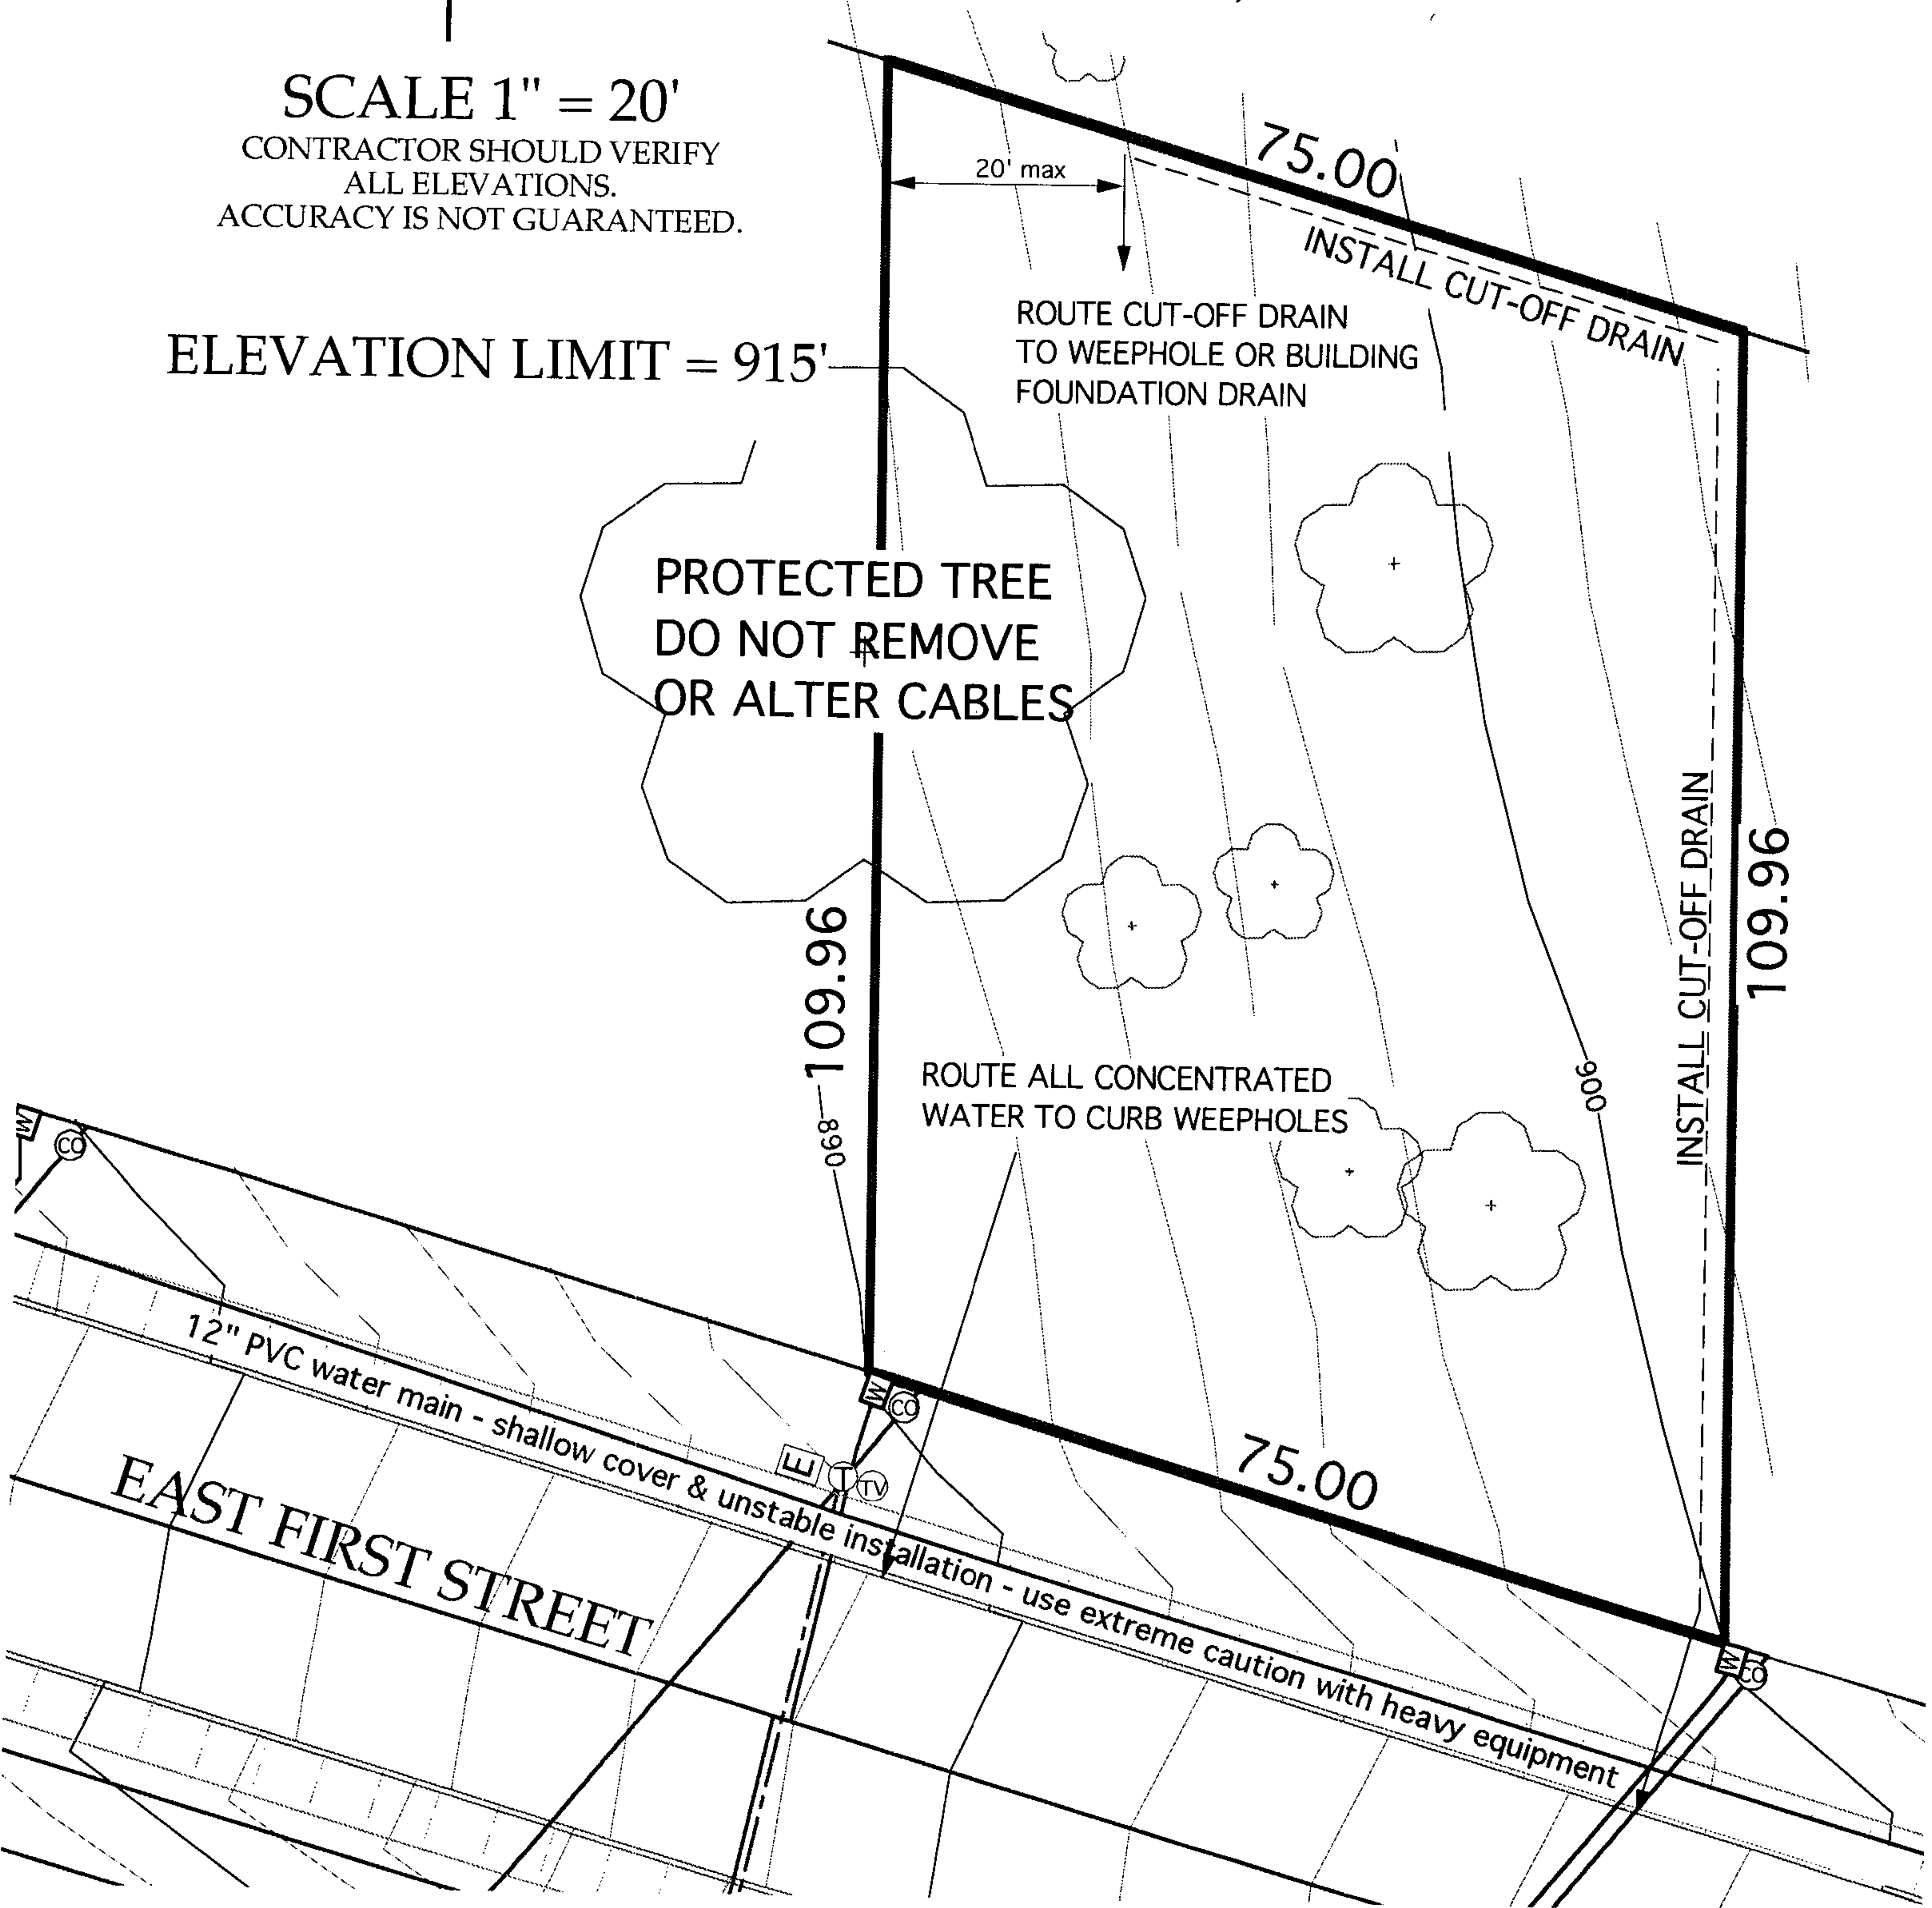 SCALE 1" = 20'
CONTRACTOR SHOULD VERIFY
ALL ELEVATIONS.
ACCURACY IS NOT GUARANTEED.
75.00
20' max
INSTALL CUT-OFF DRAIN
ROUTE CUT-OFF DRAIN
TO WEEPHOLE OR BUILDING
FOUNDATION DRAIN
ELEVATION LIMIT = 915'
PROTECTED TREE
DO NOT REMOVE
OR ALTER CABLES
INSTALL CUT-OFF DRAIN
109.96
109.96
890
900
ROUTE ALL CONCENTRATED
WATER TO CURB WEEPHOLES
W
CO
12" PVC water main - shallow cover & unstable installation - use extreme caution with heavy equipment
W
CO
E
T
TV
75.00
EAST FIRST STREET
W
CO